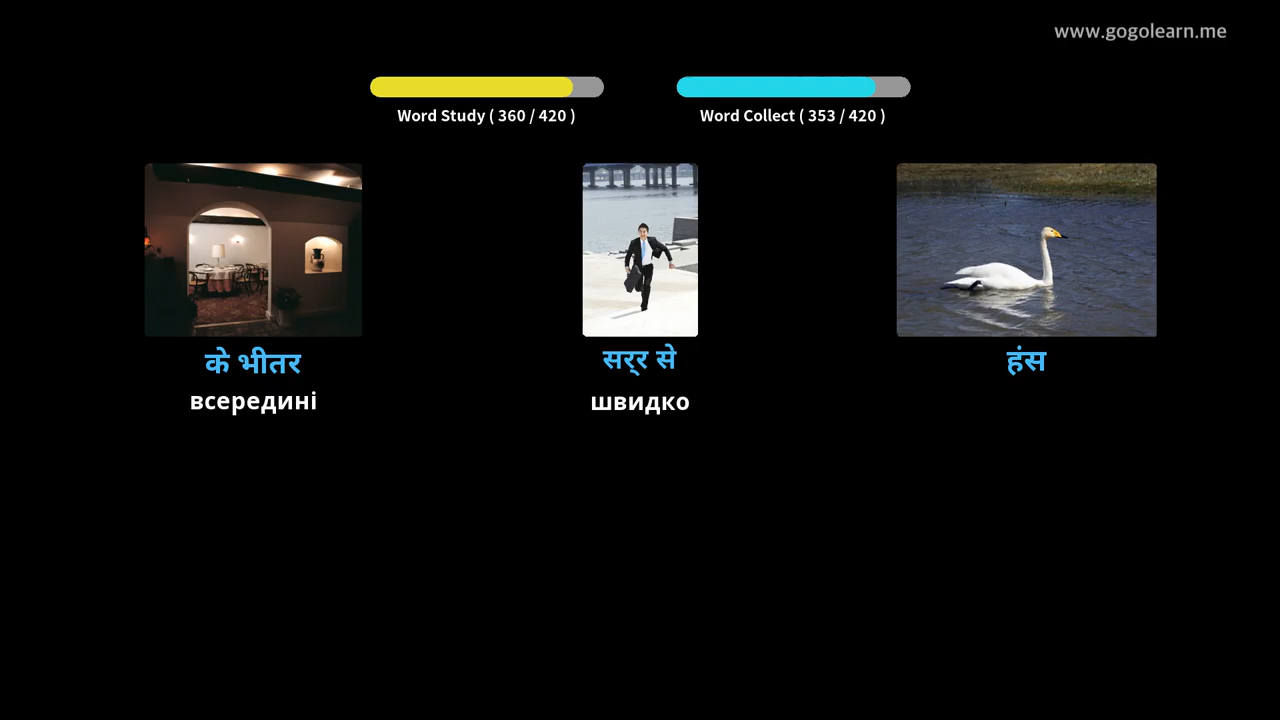 www.gogolearn.me
Word Study ( 360 / 420 )
Word Collect ( 353 / 420 )
के भीतर
सर्र से
हंस
всередині
швидко